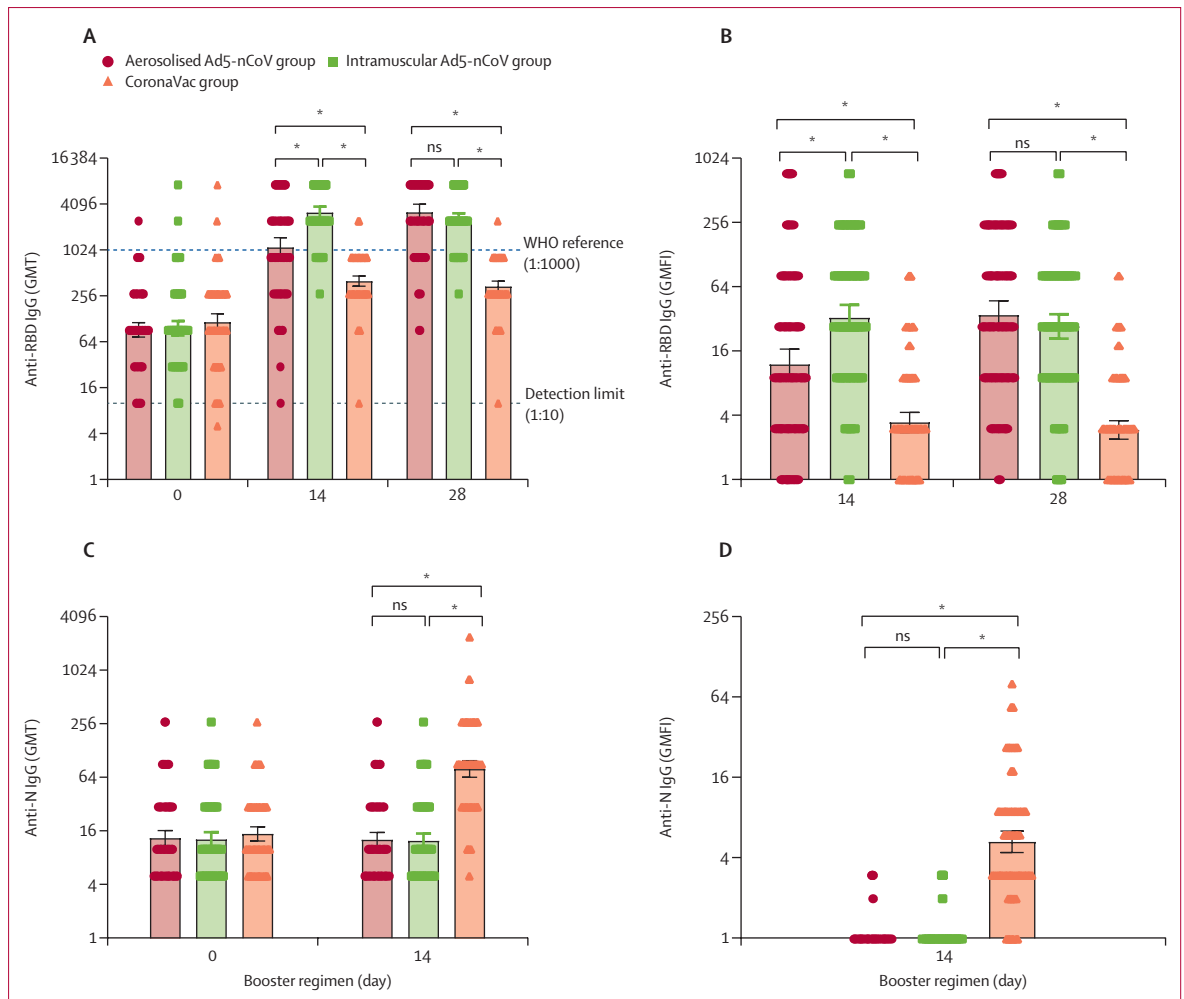 A
Aerosolised Ad5-nCoV group
Intramuscular Ad5-nCoV group
CoronaVac group
Anti-RBD IgG (GMT)
16 384
4096
1024
256
64
16
4
1
*
*
*
*
ns
*
WHO reference
(1:1000)
Detection limit
(1:10)
0
14
28
B
Anti-RBD IgG (GMFI)
1024
256
64
16
4
1
*
*
*
*
ns
*
14
28
C
Anti-N IgG (GMT)
4096
1024
256
64
16
4
1
*
ns
*
0
14
Booster regimen (day)
D
Anti-N IgG (GMFI)
256
64
16
4
1
*
ns
*
14
Booster regimen (day)